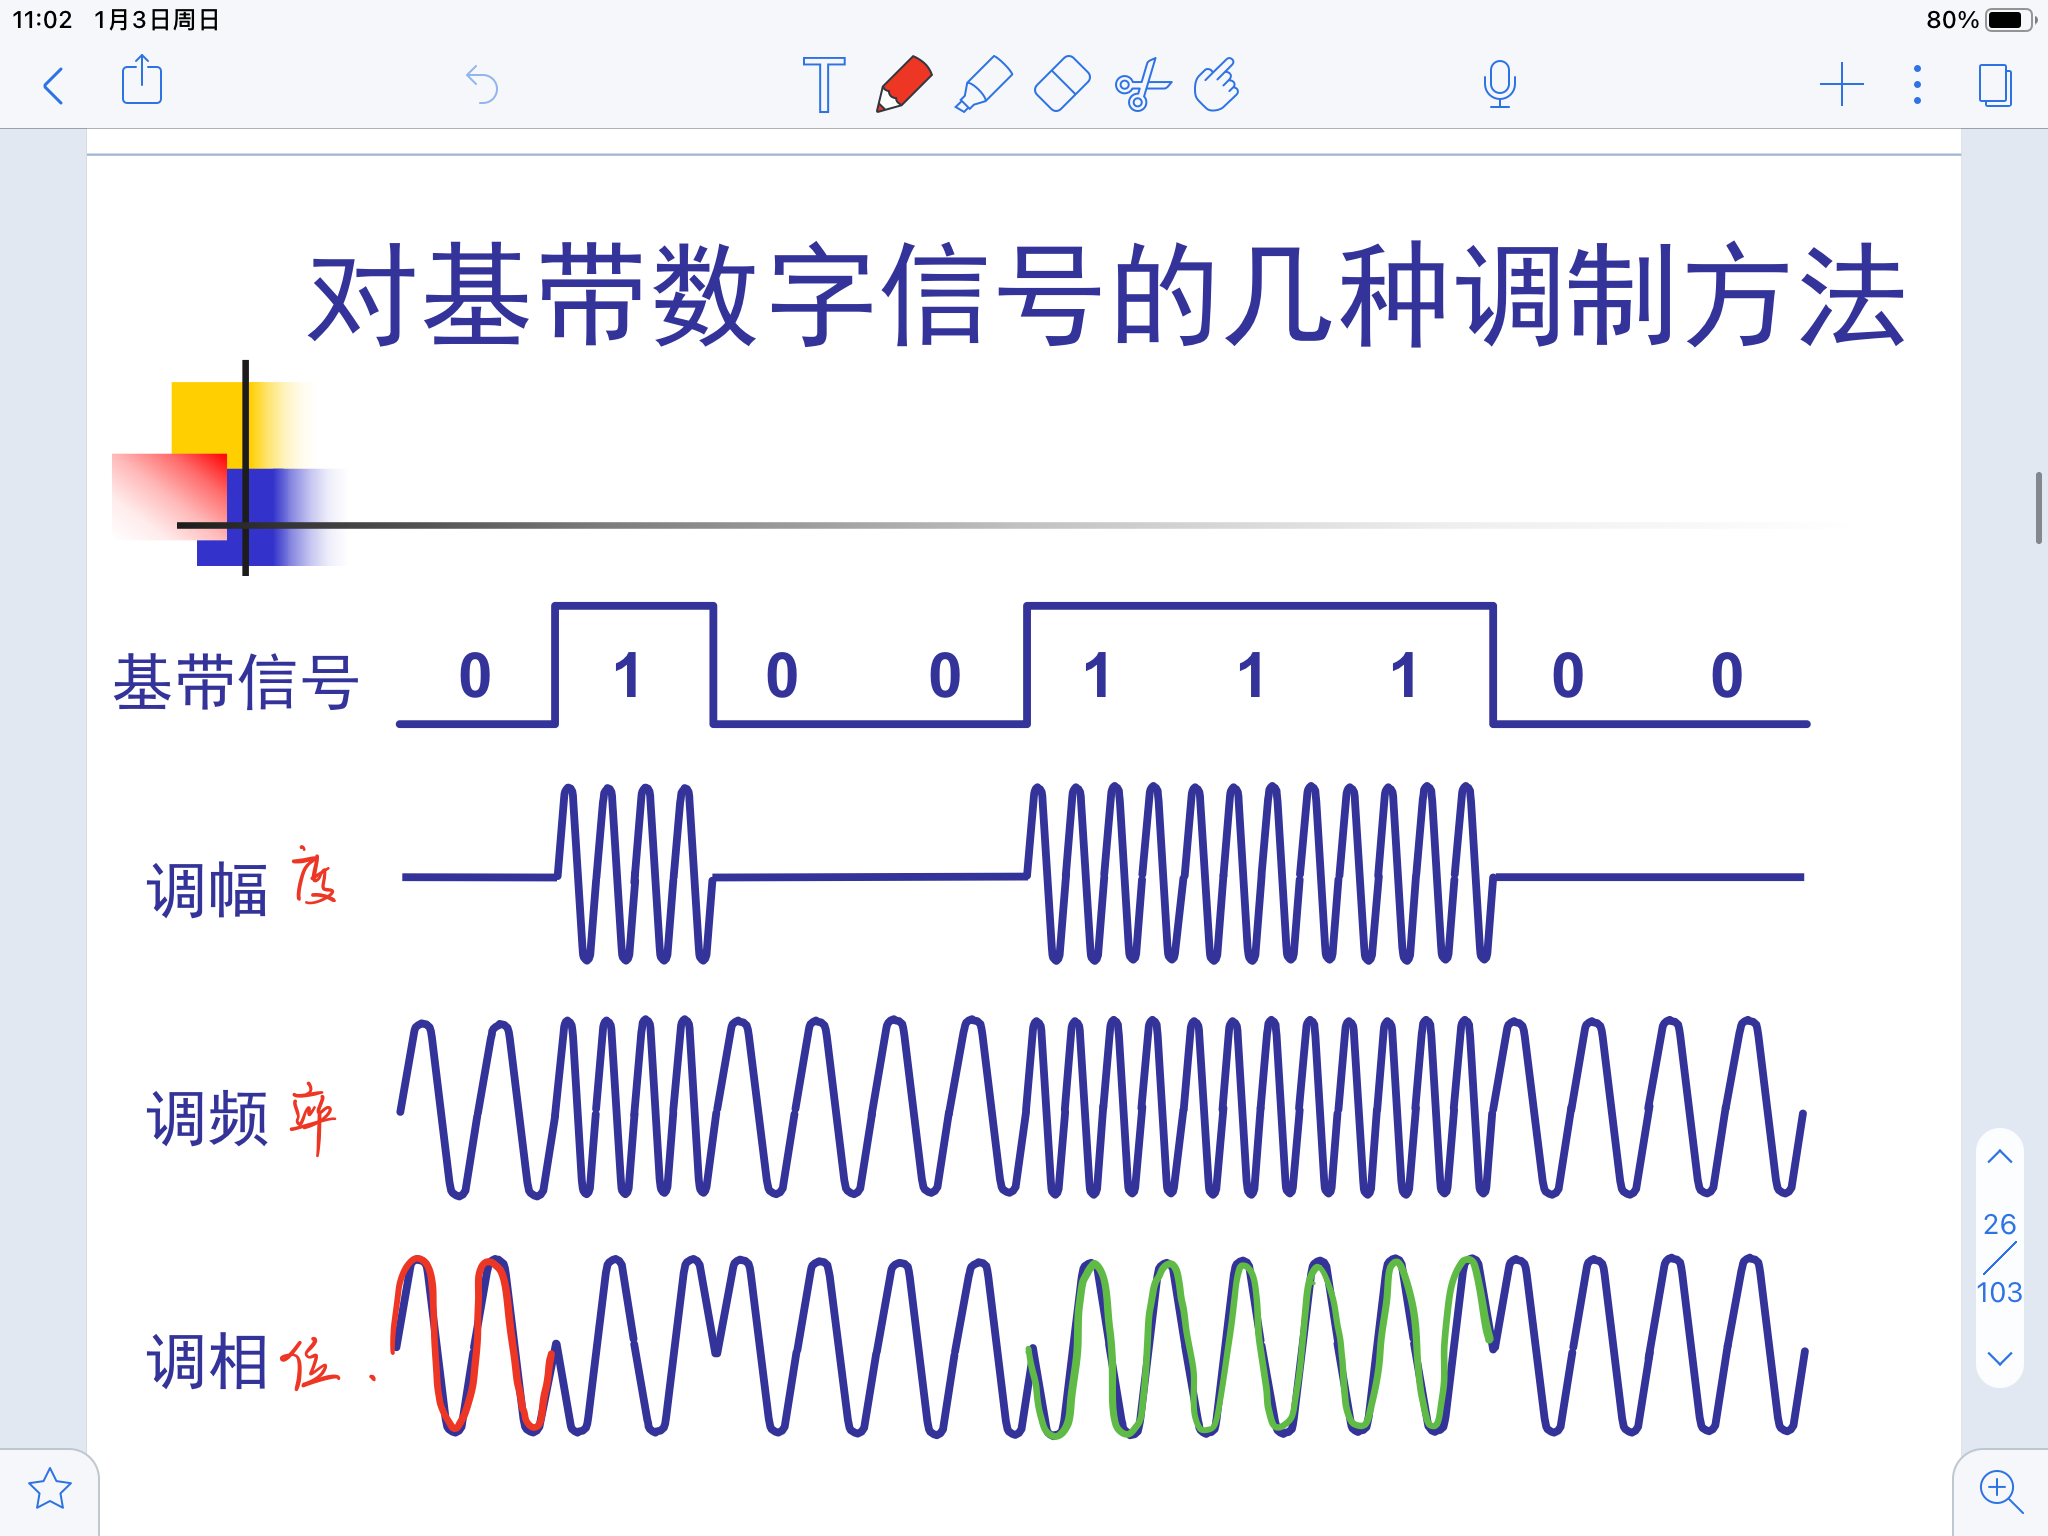 11:02 1月3日周日 80%
对基带数字信号的几种调制方法
基带信号 0 1 0 0 1 1 1 0 0
调幅 度
调频 率
调相 位.
26
103